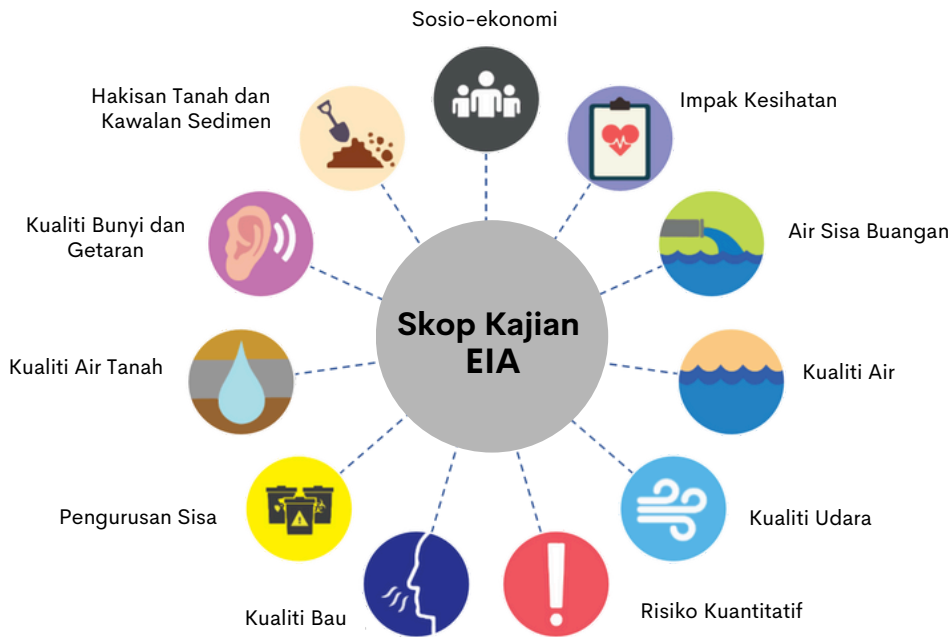 Sosio-ekonomi
Impak Kesihatan
Hakisan Tanah dan
Kawalan Sedimen
Kualiti Bunyi dan
Getaran
Air Sisa Buangan
Skop Kajian
EIA
Kualiti Air Tanah
Kualiti Air
Pengurusan Sisa
Kualiti Udara
Kualiti Bau
Risiko Kuantitatif